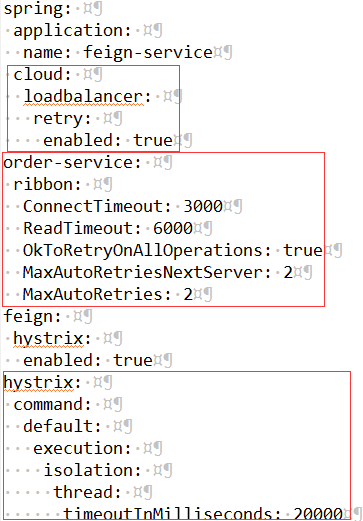 spring:
 application:
  name: feign-service
 cloud:
  loadbalancer:
   retry:
    enabled: true
order-service:
 ribbon:
  ConnectTimeout: 3000
  ReadTimeout: 6000
  OkToRetryOnAllOperations: true
  MaxAutoRetriesNextServer: 2
  MaxAutoRetries: 2
feign:
 hystrix:
  enabled: true
hystrix:
 command:
  default:
   execution:
    isolation:
     thread:
      timeoutInMilliseconds: 20000